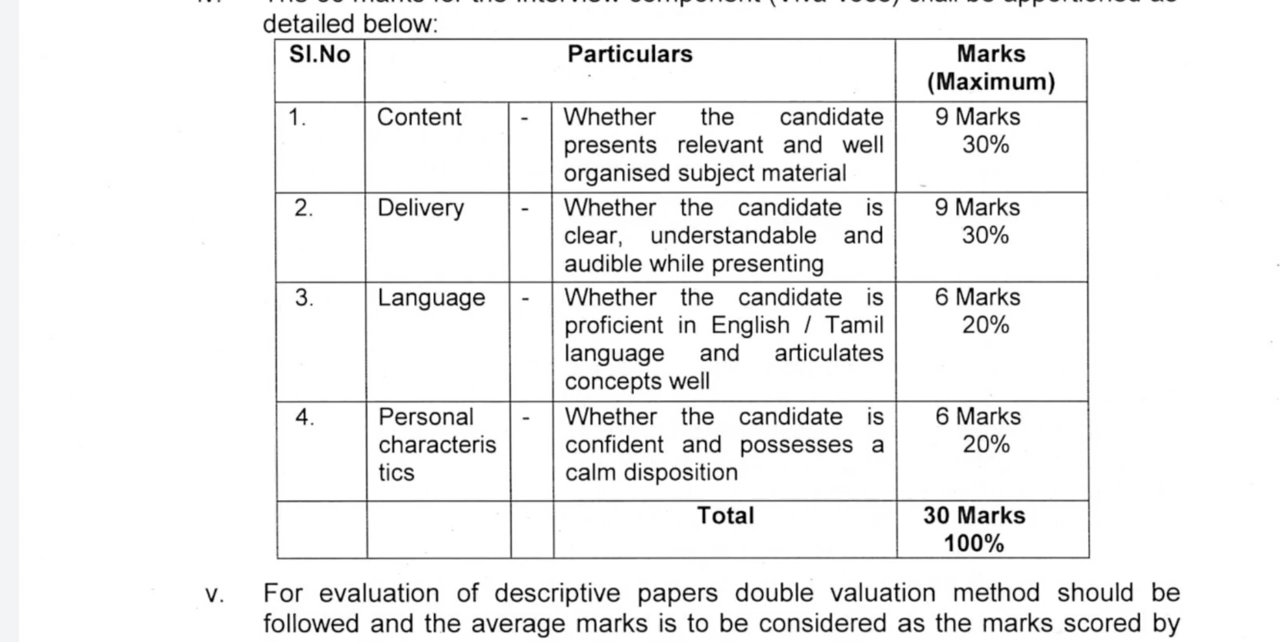 detailed below:
SI.No Particulars Marks
(Maximum)
1. Content - Whether the candidate 9 Marks
presents relevant and well 30%
organised subject material
2. Delivery - Whether the candidate is 9 Marks
clear, understandable and 30%
audible while presenting
3. Language - Whether the candidate is 6 Marks
proficient in English / Tamil 20%
language and articulates
concepts well
4. Personal - Whether the candidate is 6 Marks
characteris confident and possesses a 20%
tics calm disposition
Total 30 Marks
100%
v. For evaluation of descriptive papers double valuation method should be
followed and the average marks is to be considered as the marks scored by